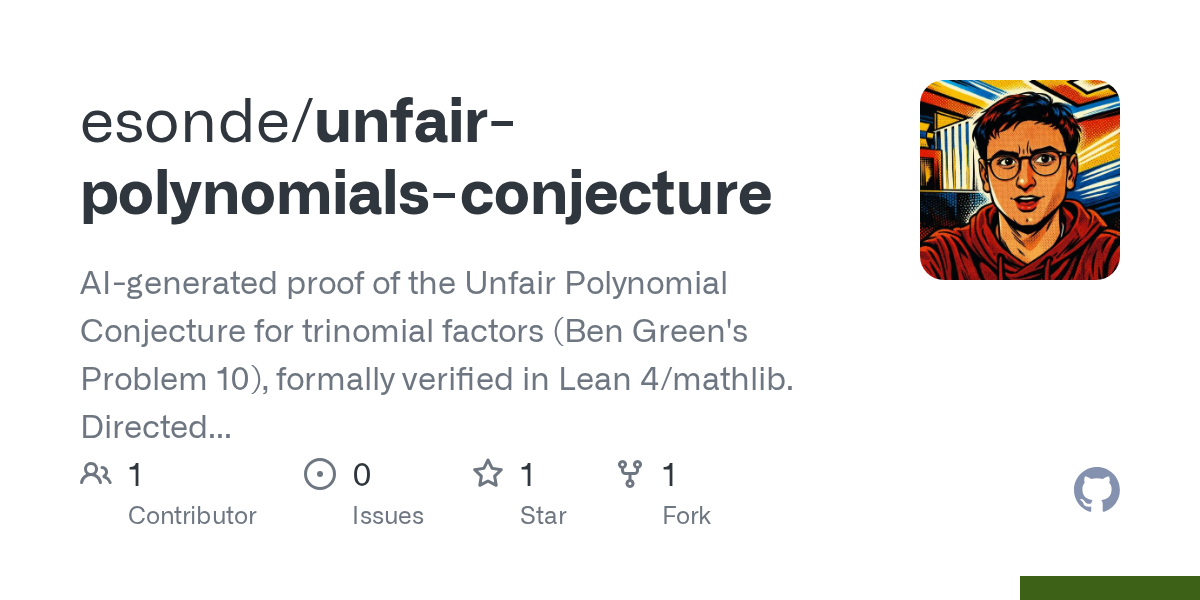 esonde/unfair-
polynomials-conjecture
AI-generated proof of the Unfair Polynomial
Conjecture for trinomial factors (Ben Green's
Problem 10), formally verified in Lean 4/mathlib.
Directed...
1 0 1 1
Contributor Issues Star Fork